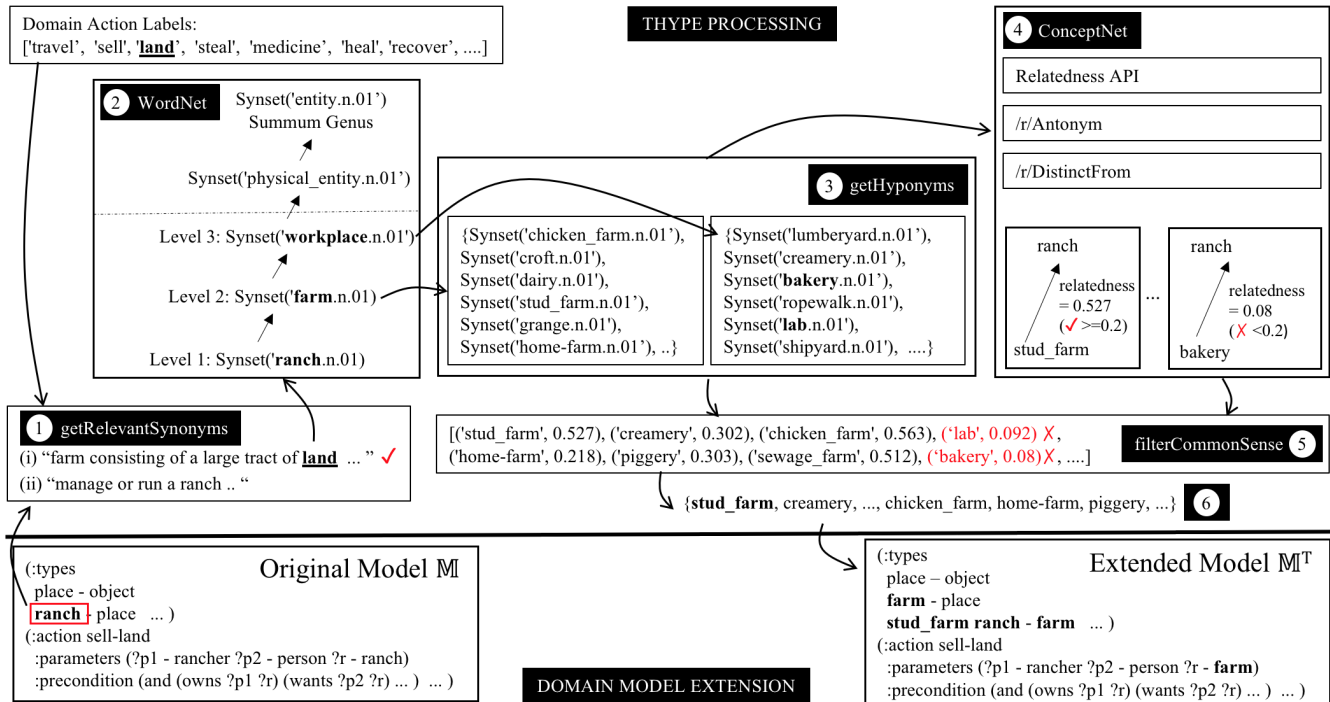 Domain Action Labels:
['travel’, 'sell', 'land’, 'steal', 'medicine’, 'heal', 'recover’, ....]
THYPE PROCESSING
2 WordNet
Synset('entity.n.01’)
Summum Genus
Synset('physical_entity.n.01’)
Level 3: Synset('workplace.n.01')
Level 2: Synset('farm.n.01)
Level 1: Synset('ranch.n.01)
3 getHyponyms
{Synset('chicken_farm.n.01’),
Synset('croft.n.01'),
Synset('dairy.n.01'),
Synset('stud_farm.n.01’),
Synset('grange.n.01'),
Synset('home-farm.n.01’), ..}
{Synset('lumberyard.n.01’),
Synset('creamery.n.01’),
Synset('bakery.n.01’),
Synset('ropewalk.n.01'),
Synset('lab.n.01’),
Synset('shipyard.n.01'), ....}
4 ConceptNet
Relatedness API
/r/Antonym
/r/DistinctFrom
ranch
relatedness
= 0.527
(✓ >=0.2)
stud_farm
...
ranch
relatedness
= 0.08
(✗ <0.2)
bakery
1 getRelevantSynonyms
(i) “farm consisting of a large tract of land ... ” ✓
(ii) “manage or run a ranch .. “
[('stud_farm', 0.527), ('creamery', 0.302), ('chicken_farm', 0.563), (‘lab', 0.092) ✗,
('home-farm', 0.218), ('piggery', 0.303), ('sewage_farm', 0.512), ('bakery', 0.08)✗, ....]
filterCommonSense 5
{stud_farm, creamery, ..., chicken_farm, home-farm, piggery, ...} 6
Original Model 𝕄
(:types
place - object
ranch - place ... )
(:action sell-land
:parameters (?p1 - rancher ?p2 - person ?r - ranch)
:precondition (and (owns ?p1 ?r) (wants ?p2 ?r) ... ) ... )
DOMAIN MODEL EXTENSION
Extended Model 𝕄ᵀ
(:types
place – object
farm - place
stud_farm ranch - farm ... )
(:action sell-land
:parameters (?p1 - rancher ?p2 - person ?r - farm)
:precondition (and (owns ?p1 ?r) (wants ?p2 ?r) ... ) ... )